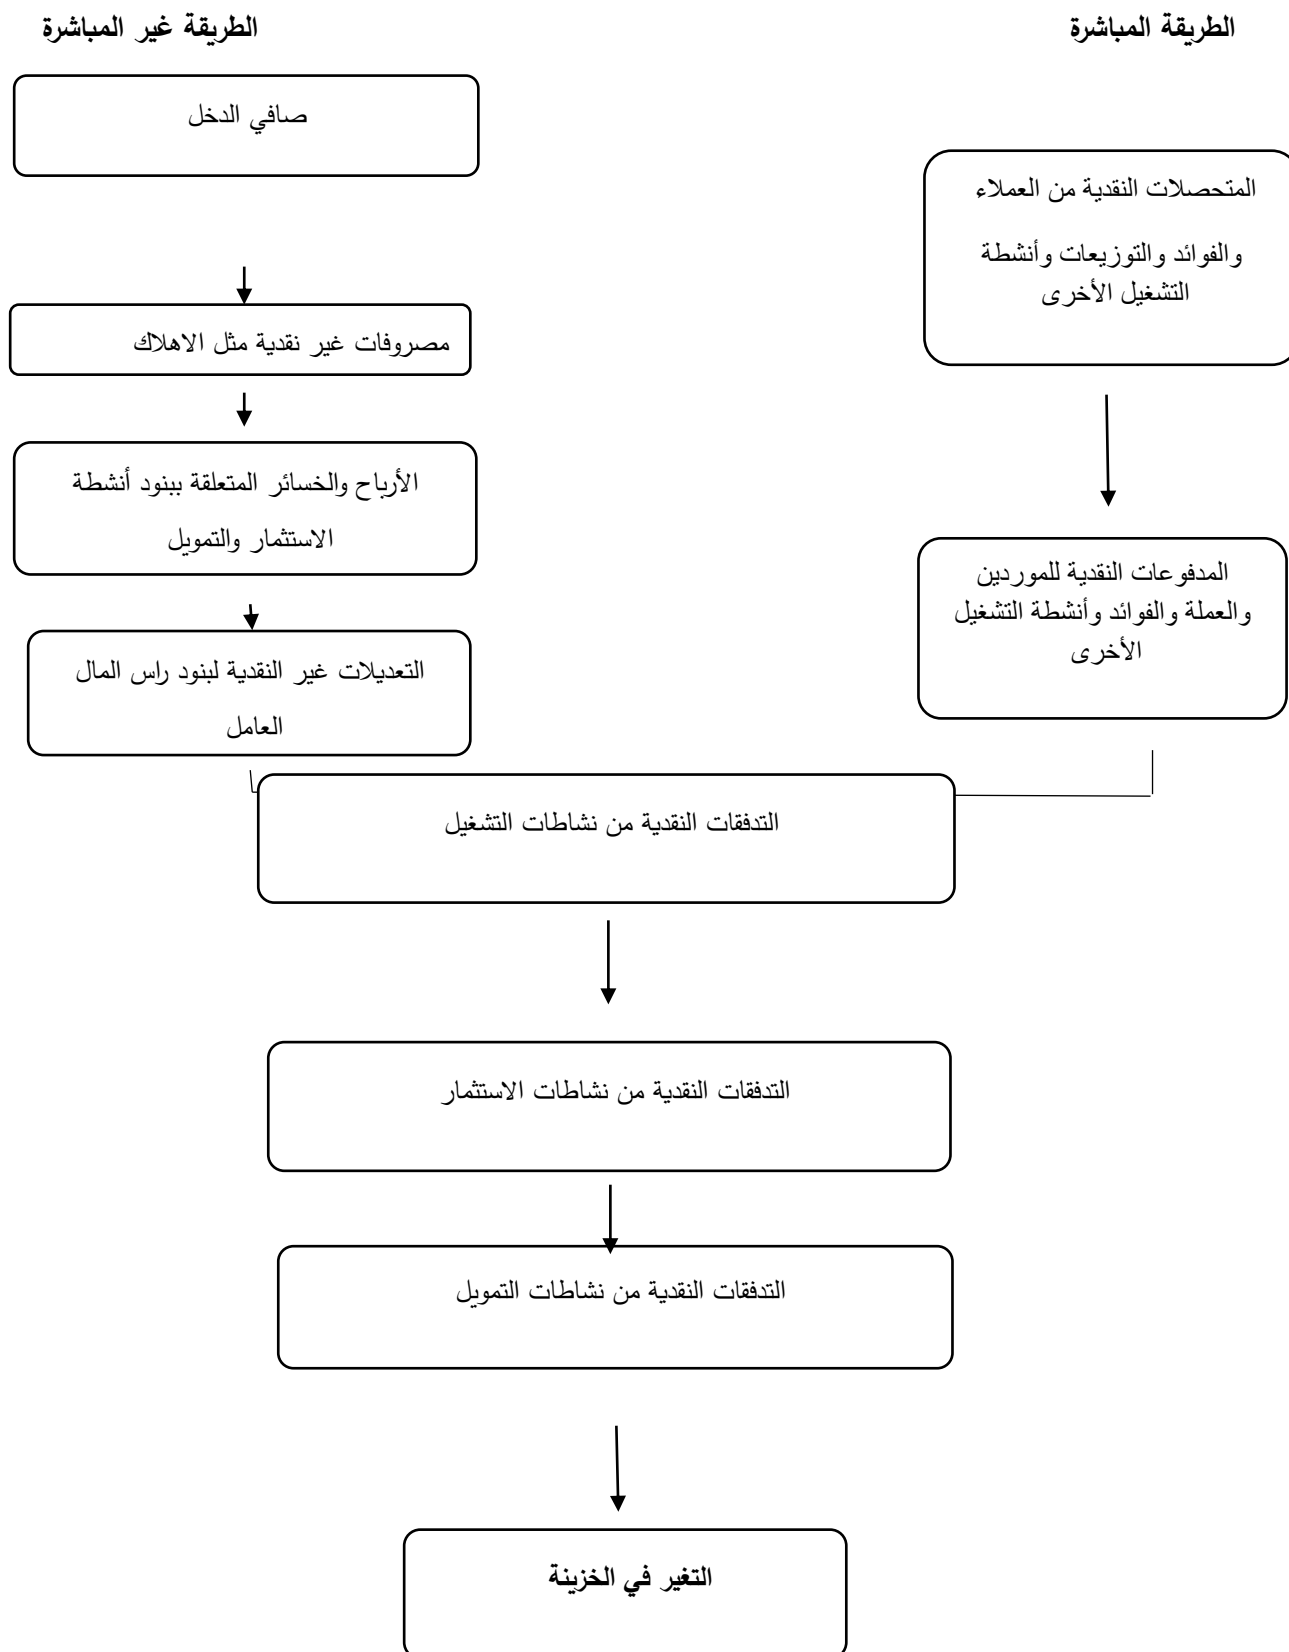 الطريقة المباشرة
الطريقة غير المباشرة
صافي الدخل
المتحصلات النقدية من العملاء
والفوائد والتوزيعات وأنشطة
التشغيل الأخرى
مصروفات غير نقدية مثل الاهلاك
الأرباح والخسائر المتعلقة ببنود أنشطة
الاستثمار والتمويل
المدفوعات النقدية للموردين
والعملة والفوائد وأنشطة التشغيل
الأخرى
التعديلات غير النقدية لبنود راس المال
العامل
التدفقات النقدية من نشاطات التشغيل
التدفقات النقدية من نشاطات الاستثمار
التدفقات النقدية من نشاطات التمويل
التغير في الخزينة